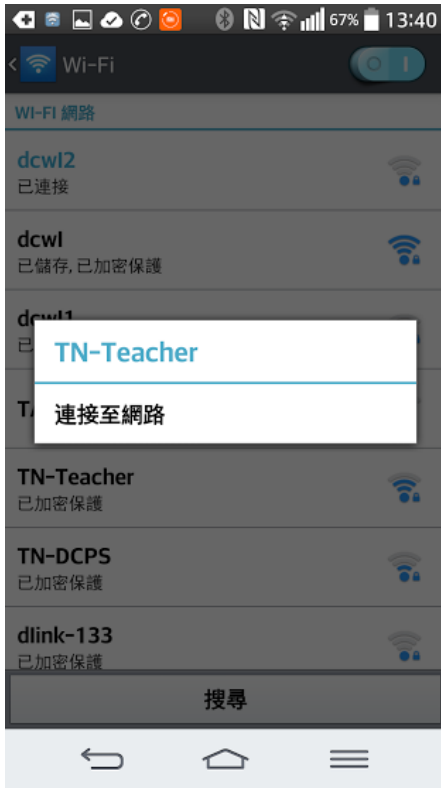 67% 13:40
Wi-Fi
WI-FI 網路
dcwl2
已連接
dcwl
已儲存, 已加密保護
dcwl1
TN-Teacher
連接至網路
TN-Teacher
已加密保護
TN-DCPS
已加密保護
dlink-133
已加密保護
搜尋